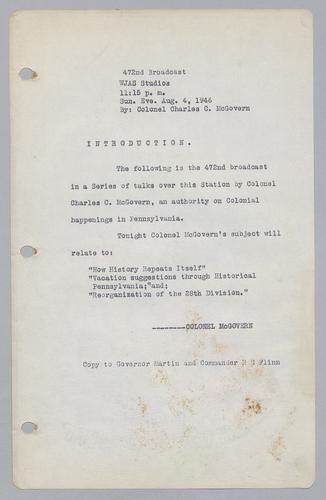 472nd Broadcast
WJAS Studios
11:15 p. m.
Sun. Eve. Aug. 4, 1946
By: Colonel Charles C. McGovern
I N T R O D U C T I O N .
The following is the 472nd broadcast
in a Series of talks over this Station by Colonel
Charles C. McGovern, an authority on Colonial
happenings in Pennsylvania.
Tonight Colonel McGovern's subject will
relate to:
"How History Repeats Itself"
"Vacation suggestions through Historical
Pennsylvania;"and;
"Reorganization of the 28th Division."
--------COLONEL McGOVERN
Copy to Governor Martin and Commander R E Flinn